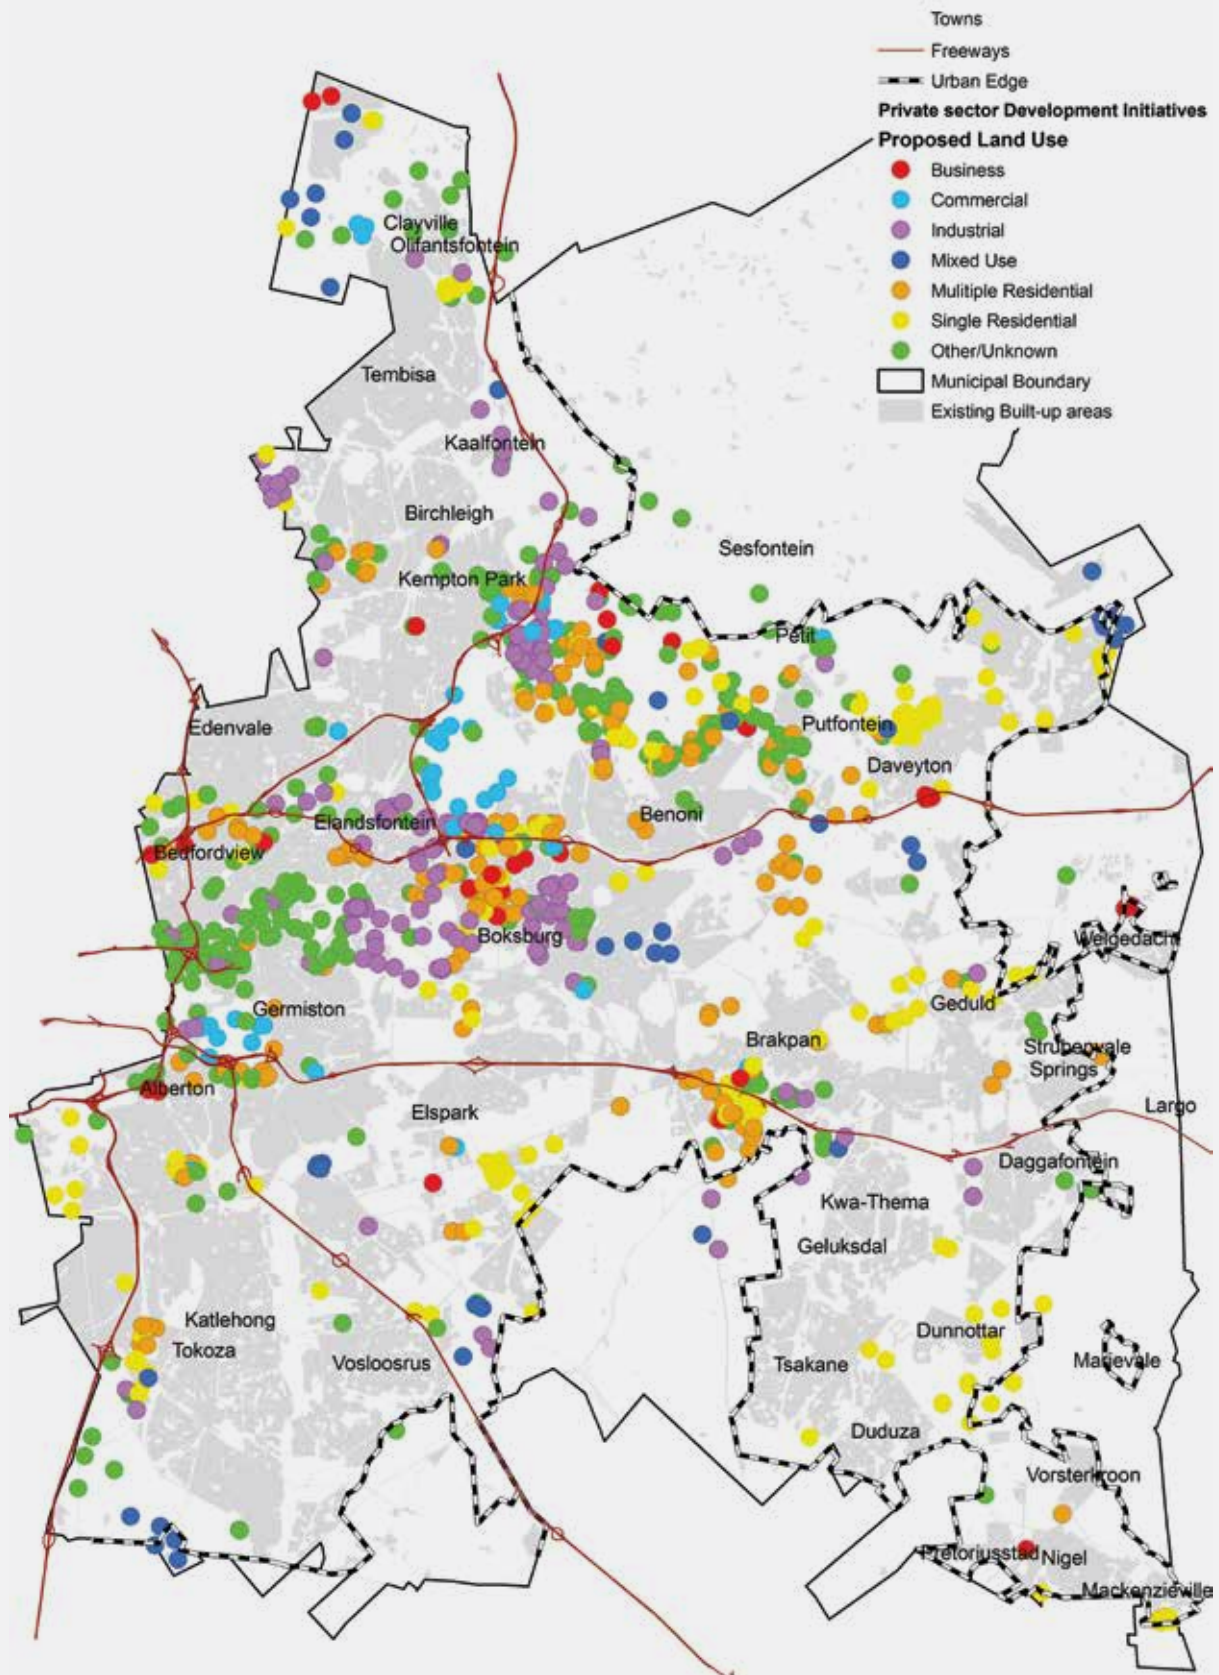 Towns
Freeways
Urban Edge
Private sector Development Initiatives
Proposed Land Use
Business
Commercial
Industrial
Mixed Use
Mulitiple Residential
Single Residential
Other/Unknown
Municipal Boundary
Existing Built-up areas
Clayville
Olifantsfontein
Tembisa
Kaalfontein
Birchleigh
Sesfontein
Kempton Park
Petit
Edenvale
Putfontein
Daveyton
Elandsfontein
Benoni
Bedfordview
Boksburg
Welgedacht
Germiston
Geduld
Brakpan
Strubenvale
Springs
Alberton
Elspark
Largo
Daggafontein
Kwa-Thema
Geluksdal
Katlehong
Tokoza
Vosloosrus
Dunnottar
Tsakane
Marievale
Duduza
Vorsterkroon
Pretoriusstad
Nigel
Mackenzieville